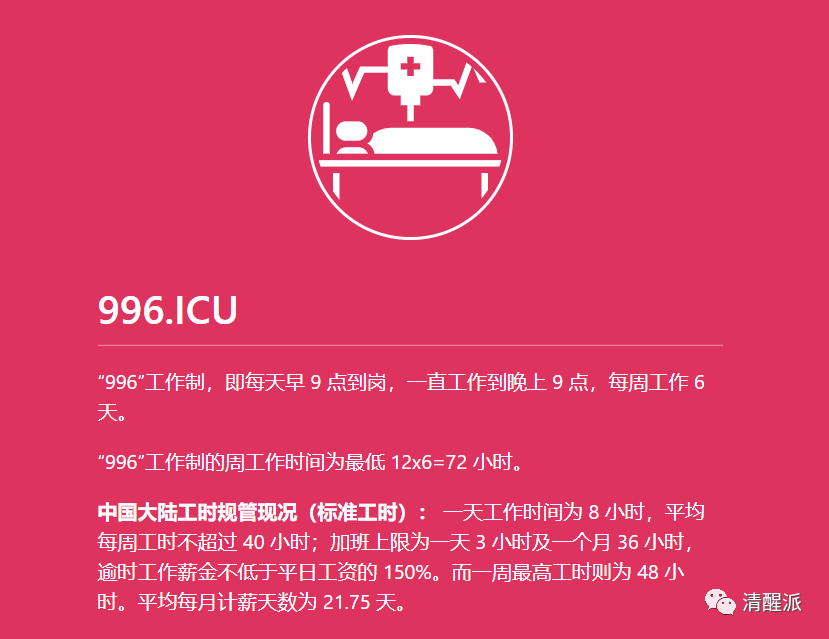 996.ICU
“996”工作制，即每天早 9 点到岗，一直工作到晚上 9 点，每周工作 6
天。
“996”工作制的周工作时间为最低 12x6=72 小时。
中国大陆工时规管现况（标准工时）： 一天工作时间为 8 小时，平均
每周工时不超过 40 小时；加班上限为一天 3 小时及一个月 36 小时，
逾时工作薪金不低于平日工资的 150%。而一周最高工时则为 48 小
时。平均每月计薪天数为 21.75 天。
清醒派